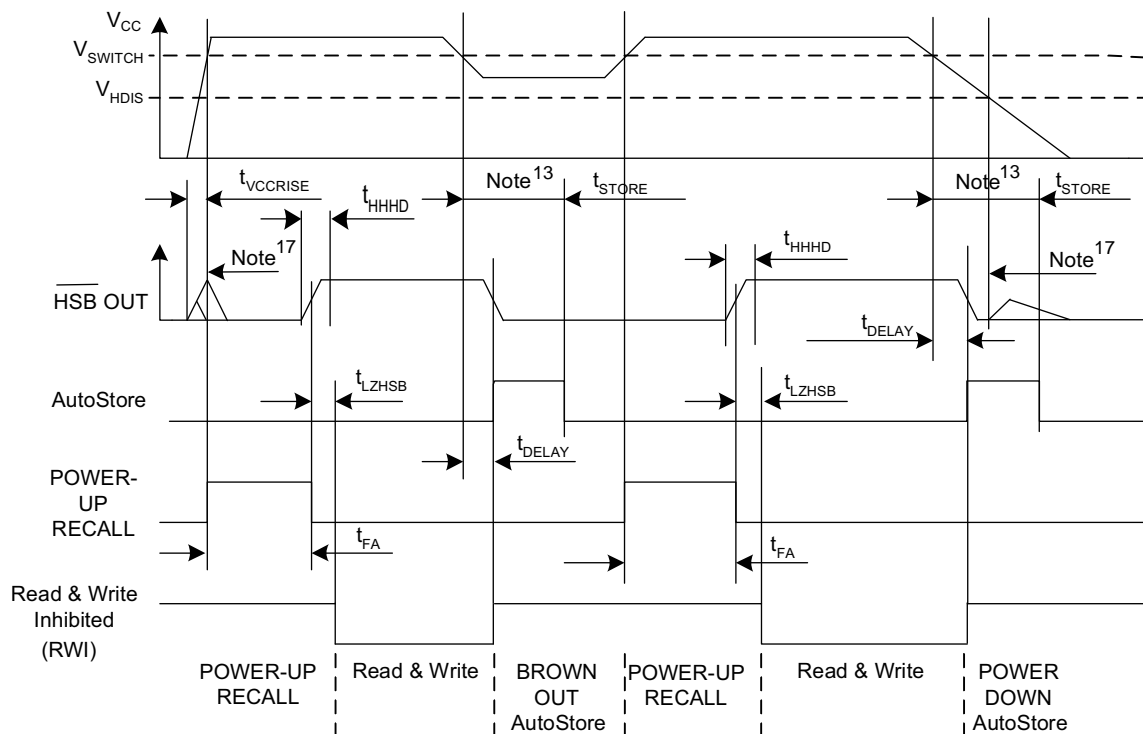 VCC
VSWITCH
VHDIS
tVCCRISE
Note13
tSTORE
Note13
tSTORE
tHHHD
Note17
tHHHD
Note17
HSB OUT
tDELAY
tLZHSB
tLZHSB
AutoStore
tDELAY
POWER-
UP
RECALL
tFA
tFA
Read & Write
Inhibited
(RWI)
POWER-UP
RECALL
Read & Write
BROWN
OUT
AutoStore
POWER-UP
RECALL
Read & Write
POWER
DOWN
AutoStore